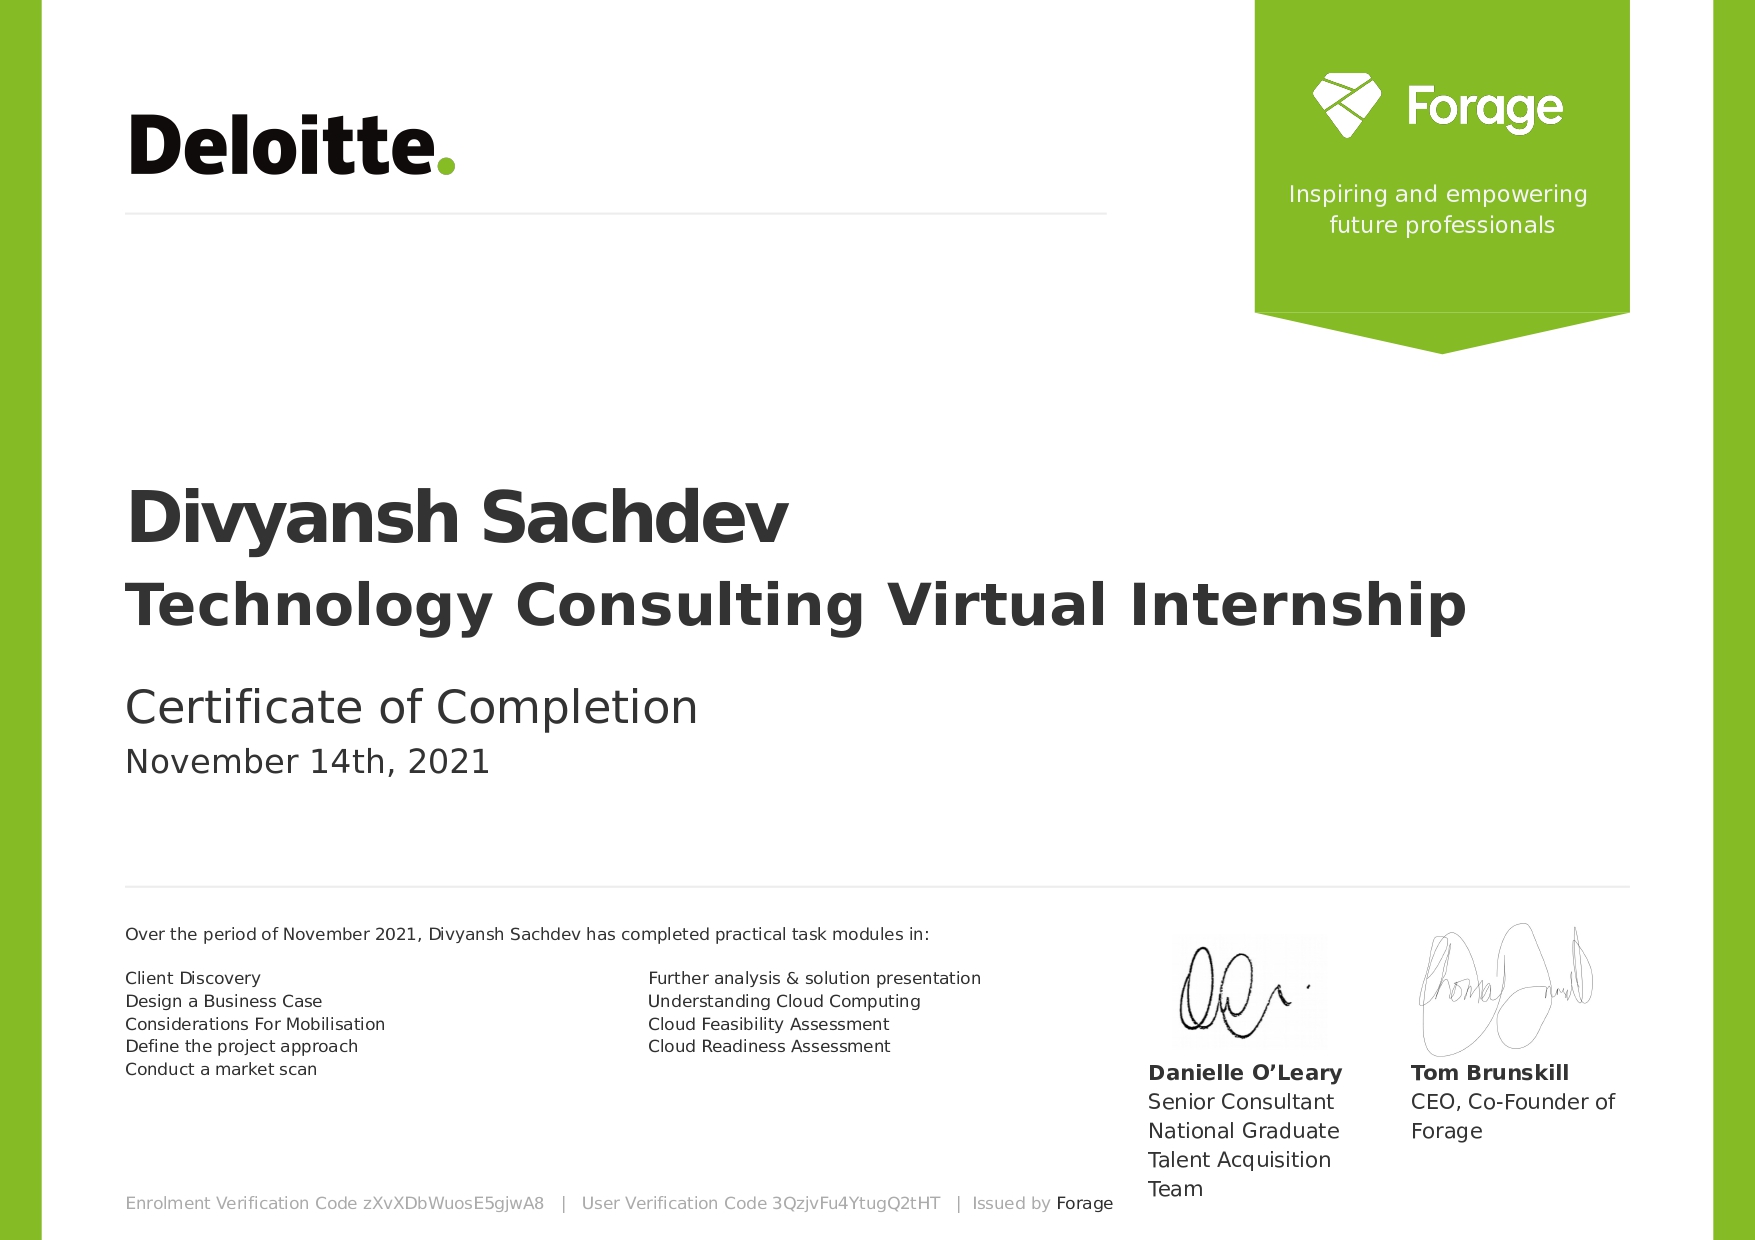 Deloitte.
Forage
Inspiring and empowering
future professionals
Divyansh Sachdev
Technology Consulting Virtual Internship
Certificate of Completion
November 14th, 2021
Over the period of November 2021, Divyansh Sachdev has completed practical task modules in:
Client Discovery
Design a Business Case
Considerations For Mobilisation
Define the project approach
Conduct a market scan
Further analysis & solution presentation
Understanding Cloud Computing
Cloud Feasibility Assessment
Cloud Readiness Assessment
Danielle O’Leary
Senior Consultant
National Graduate
Talent Acquisition
Team
Tom Brunskill
CEO, Co-Founder of
Forage
Enrolment Verification Code zXvXDbWuosE5gjwA8 | User Verification Code 3QzjvFu4YtugQ2tHT | Issued by Forage